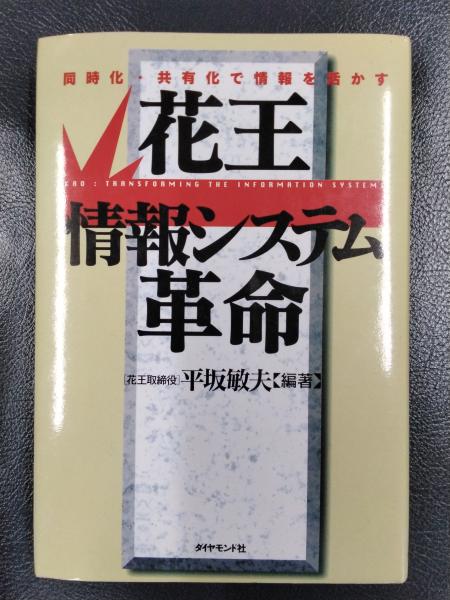 同時化・共有化で情報を活かす
花王
KAO : TRANSFORMING THE INFORMATION SYSTEMS
情報システム
革命
[花王取締役]平坂敏夫【編著】
ダイヤモンド社